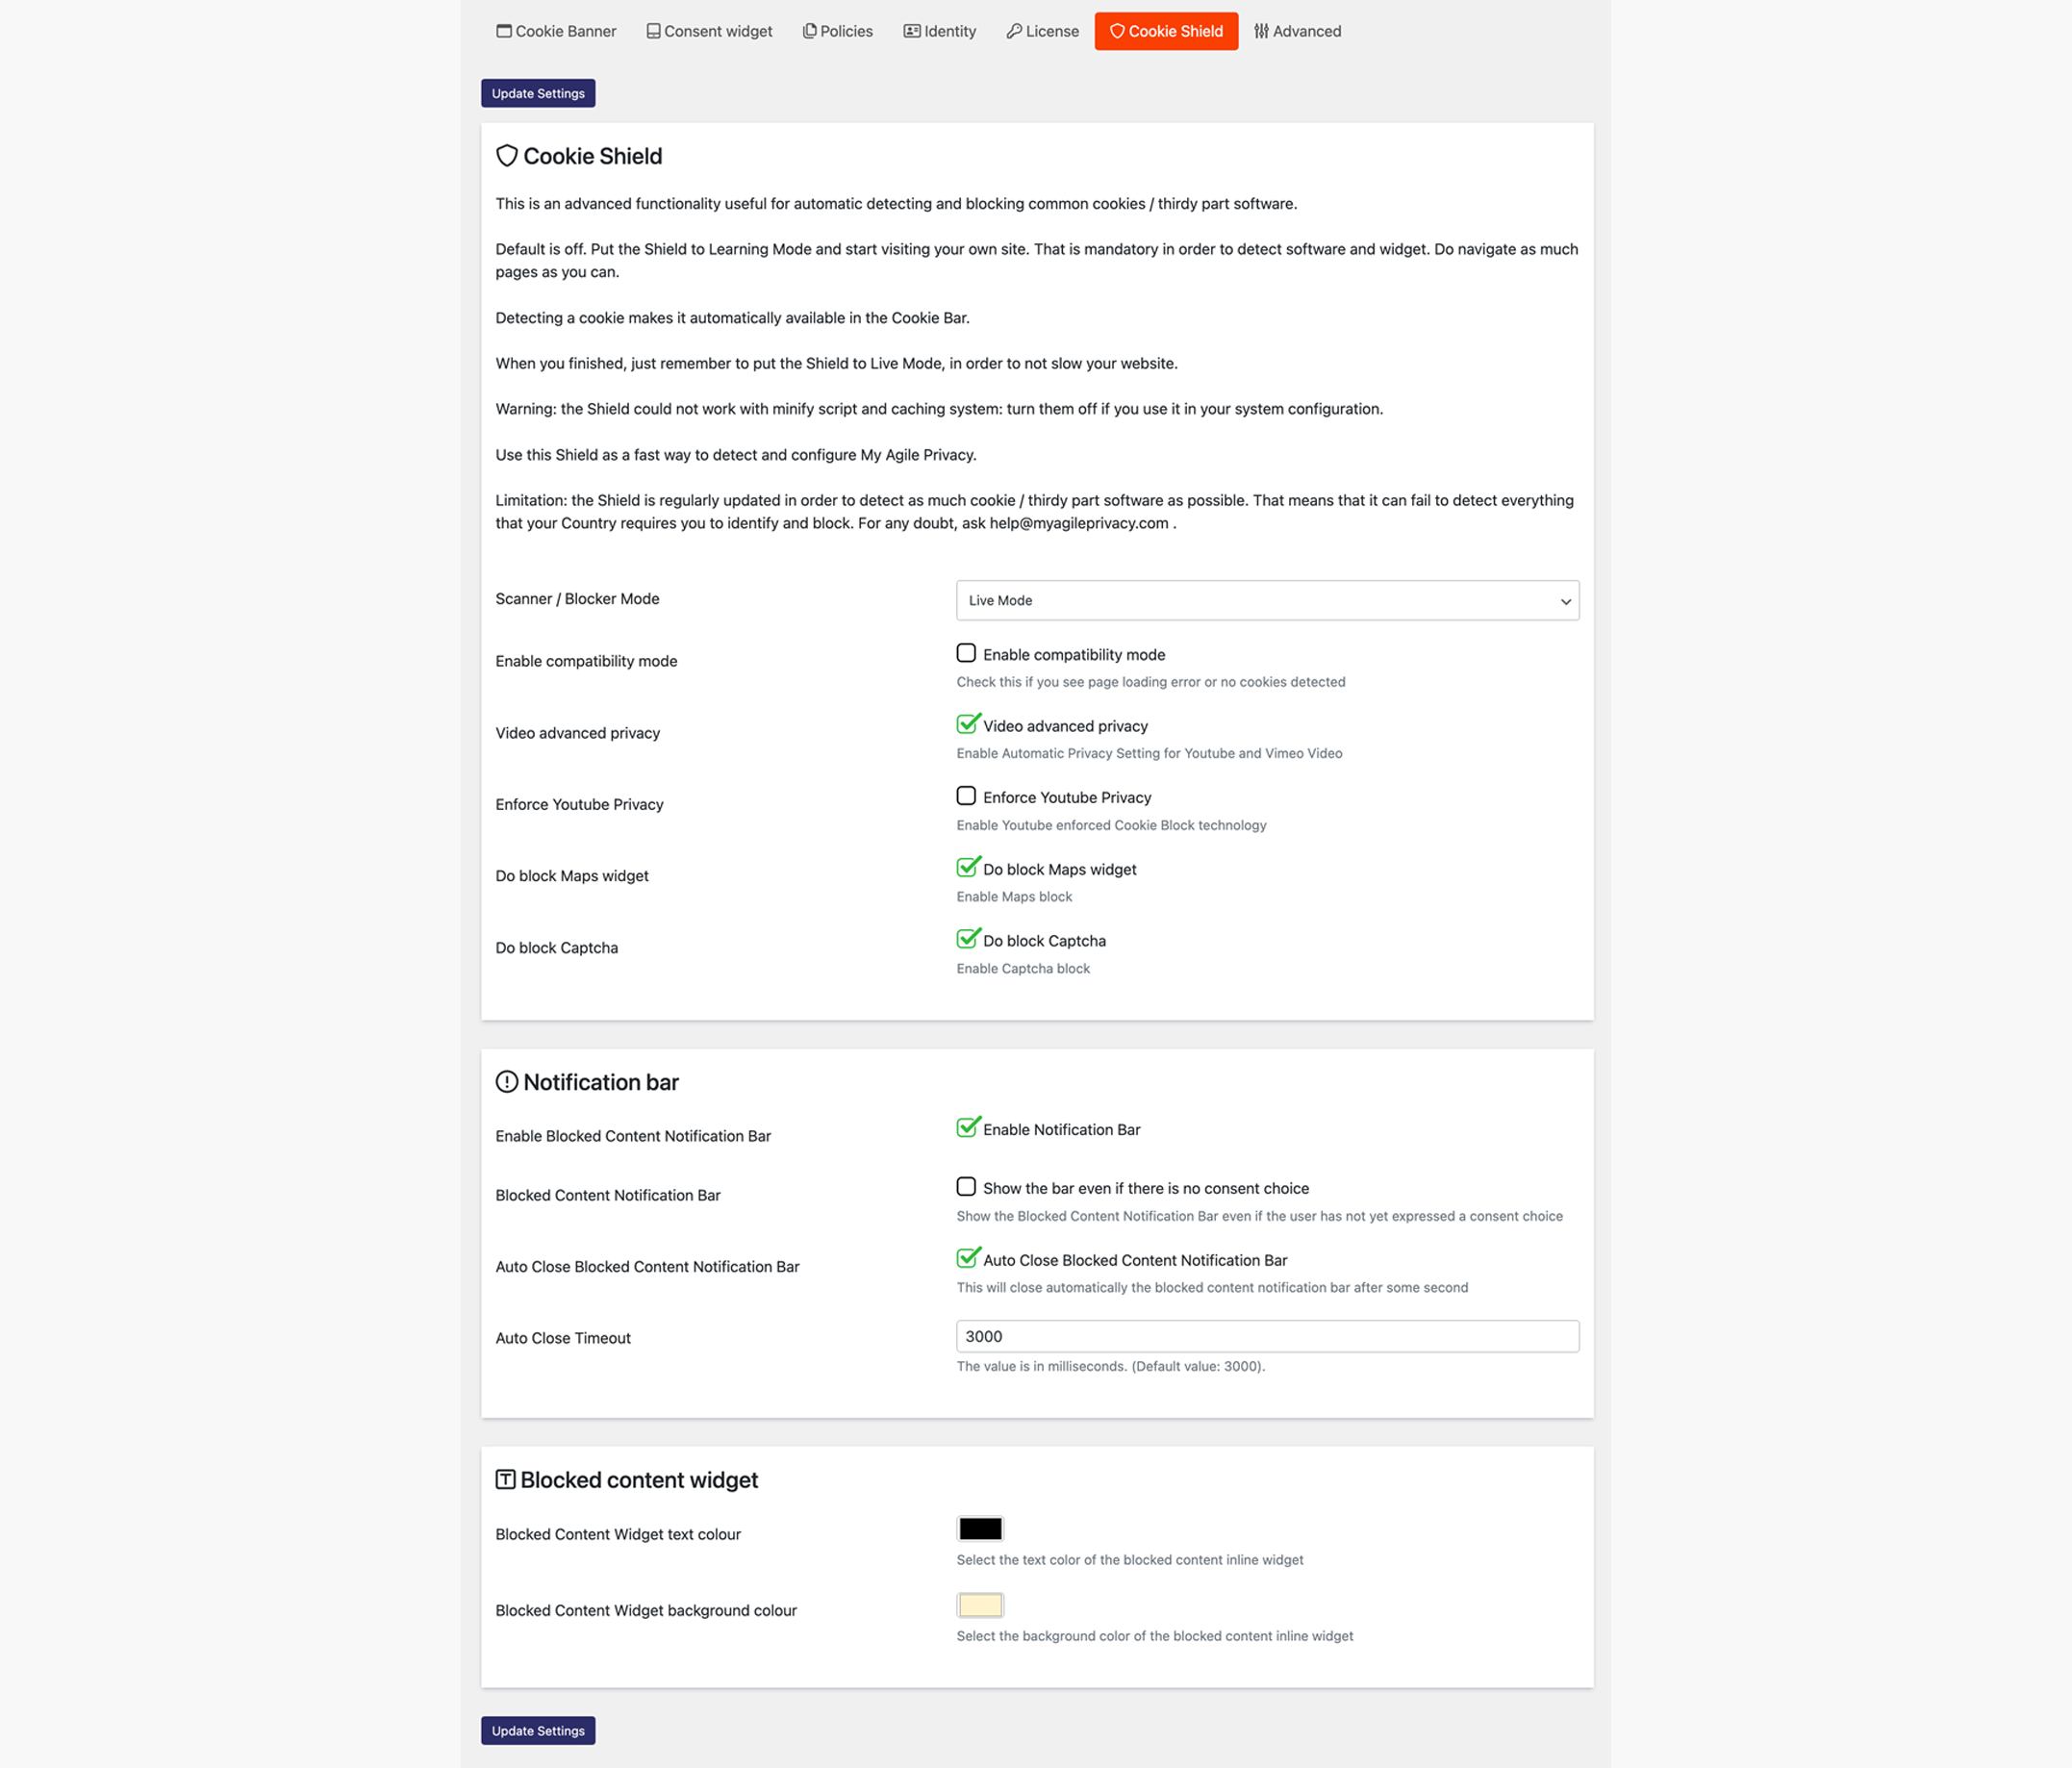 Cookie Banner Consent widget Policies Identity License Cookie Shield Advanced
Update Settings
Cookie Shield
This is an advanced functionality useful for automatic detecting and blocking common cookies / thirdy part software.
Default is off. Put the Shield to Learning Mode and start visiting your own site. That is mandatory in order to detect software and widget. Do navigate as much
pages as you can.
Detecting a cookie makes it automatically available in the Cookie Bar.
When you finished, just remember to put the Shield to Live Mode, in order to not slow your website.
Warning: the Shield could not work with minify script and caching system: turn them off if you use it in your system configuration.
Use this Shield as a fast way to detect and configure My Agile Privacy.
Limitation: the Shield is regularly updated in order to detect as much cookie / thirdy part software as possible. That means that it can fail to detect everything
that your Country requires you to identify and block. For any doubt, ask help@myagileprivacy.com .
Scanner / Blocker Mode
Live Mode
Enable compatibility mode
Enable compatibility mode
Check this if you see page loading error or no cookies detected
Video advanced privacy
Video advanced privacy
Enable Automatic Privacy Setting for Youtube and Vimeo Video
Enforce Youtube Privacy
Enforce Youtube Privacy
Enable Youtube enforced Cookie Block technology
Do block Maps widget
Do block Maps widget
Enable Maps block
Do block Captcha
Do block Captcha
Enable Captcha block
Notification bar
Enable Blocked Content Notification Bar
Enable Notification Bar
Blocked Content Notification Bar
Show the bar even if there is no consent choice
Show the Blocked Content Notification Bar even if the user has not yet expressed a consent choice
Auto Close Blocked Content Notification Bar
Auto Close Blocked Content Notification Bar
This will close automatically the blocked content notification bar after some second
Auto Close Timeout
3000
The value is in milliseconds. (Default value: 3000).
Blocked content widget
Blocked Content Widget text colour
Select the text color of the blocked content inline widget
Blocked Content Widget background colour
Select the background color of the blocked content inline widget
Update Settings